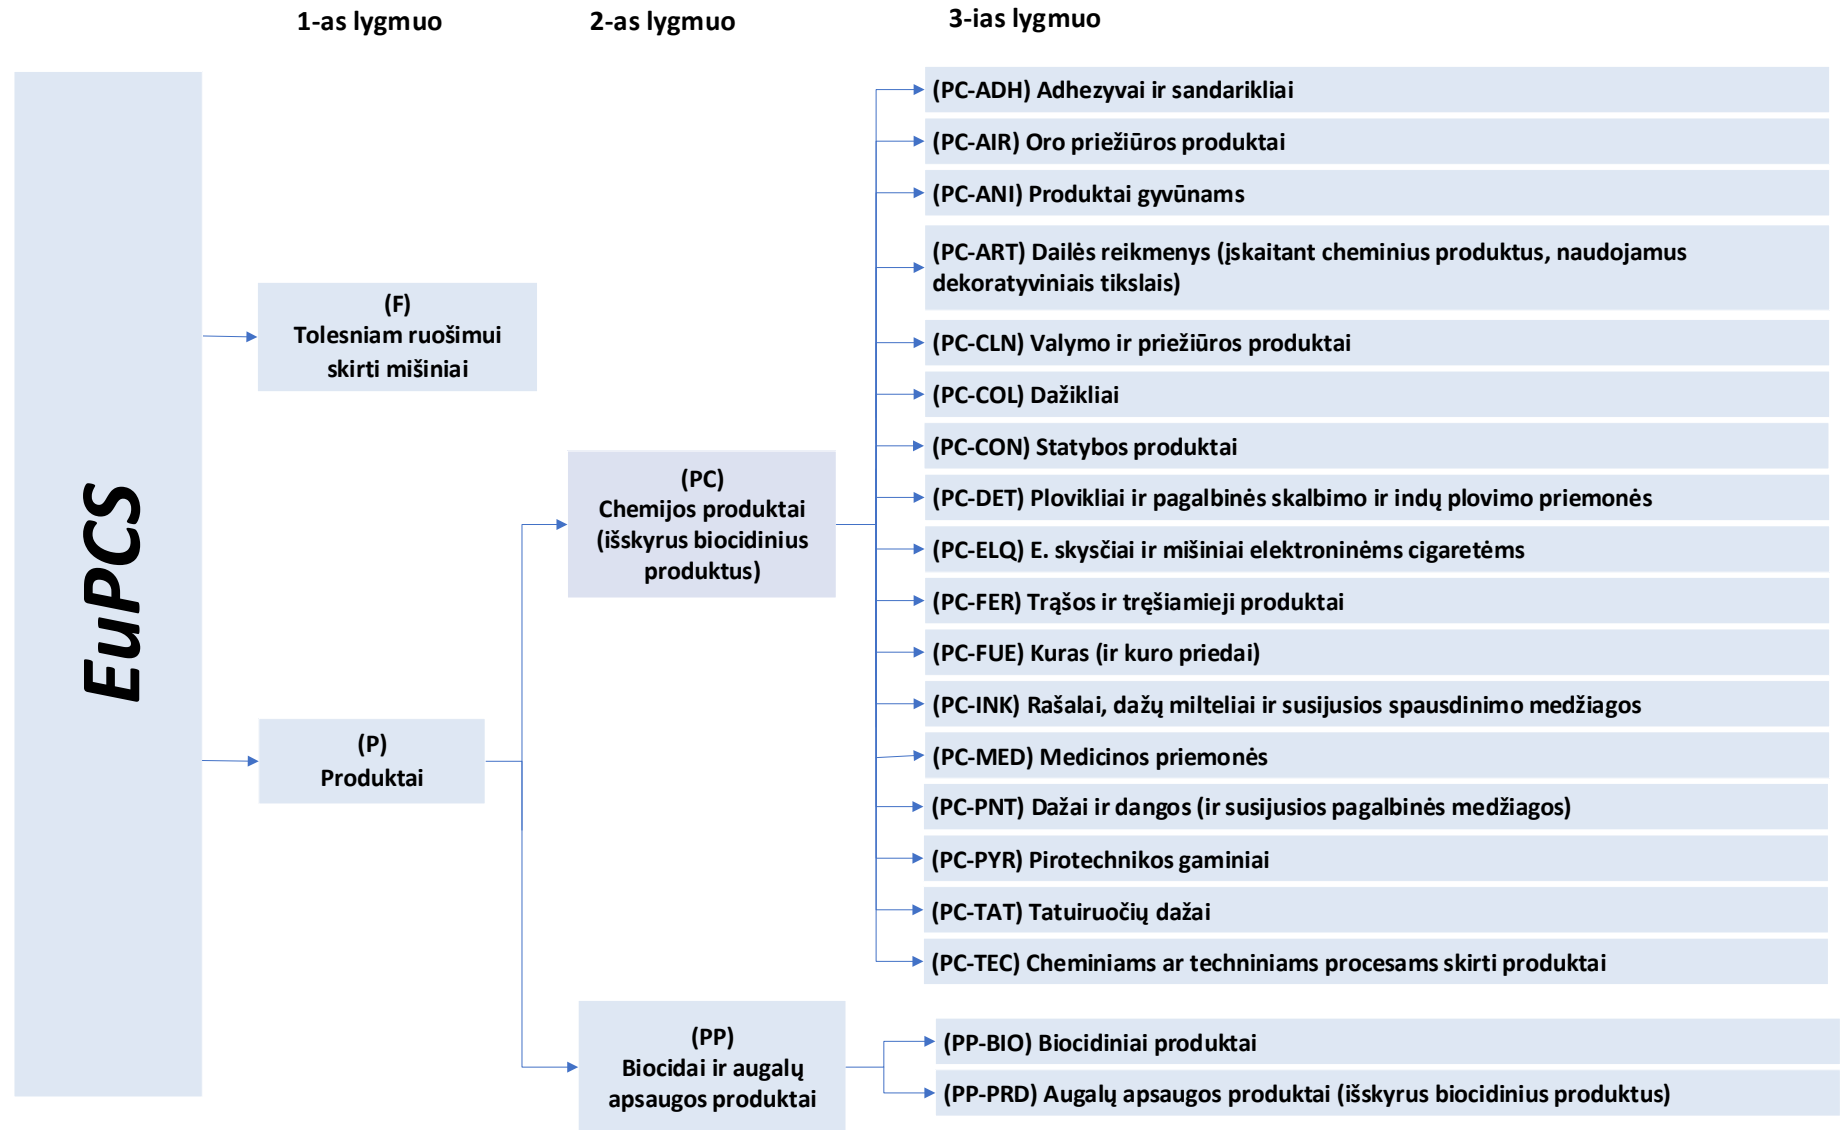 1-as lygmuo
2-as lygmuo
3-ias lygmuo
EuPCS
(F)
Tolesniam ruošimui
skirti mišiniai
(P)
Produktai
(PC)
Chemijos produktai
(išskyrus biocidinius
produktus)
(PP)
Biocidai ir augalų
apsaugos produktai
(PC-ADH) Adhezyvai ir sandarikliai
(PC-AIR) Oro priežiūros produktai
(PC-ANI) Produktai gyvūnams
(PC-ART) Dailės reikmenys (įskaitant cheminius produktus, naudojamus
dekoratyviniais tikslais)
(PC-CLN) Valymo ir priežiūros produktai
(PC-COL) Dažikliai
(PC-CON) Statybos produktai
(PC-DET) Plovikliai ir pagalbinės skalbimo ir indų plovimo priemonės
(PC-ELQ) E. skysčiai ir mišiniai elektroninėms cigaretėms
(PC-FER) Trąšos ir tręšiamieji produktai
(PC-FUE) Kuras (ir kuro priedai)
(PC-INK) Rašalai, dažų milteliai ir susijusios spausdinimo medžiagos
(PC-MED) Medicinos priemonės
(PC-PNT) Dažai ir dangos (ir susijusios pagalbinės medžiagos)
(PC-PYR) Pirotechnikos gaminiai
(PC-TAT) Tatuiruočių dažai
(PC-TEC) Cheminiams ar techniniams procesams skirti produktai
(PP-BIO) Biocidiniai produktai
(PP-PRD) Augalų apsaugos produktai (išskyrus biocidinius produktus)